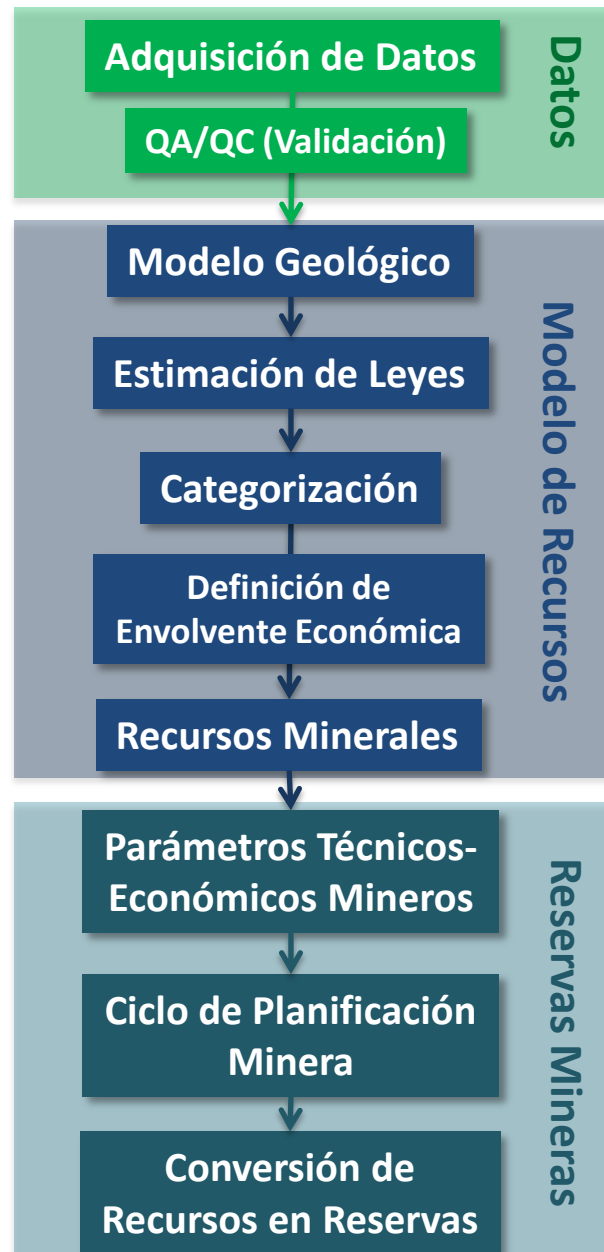 Adquisición de Datos
QA/QC (Validación)
Datos
Modelo Geológico
Estimación de Leyes
Categorización
Definición de
Envolvente Económica
Recursos Minerales
Modelo de Recursos
Parámetros Técnicos-
Económicos Mineros
Ciclo de Planificación
Minera
Conversión de
Recursos en Reservas
Reservas Mineras